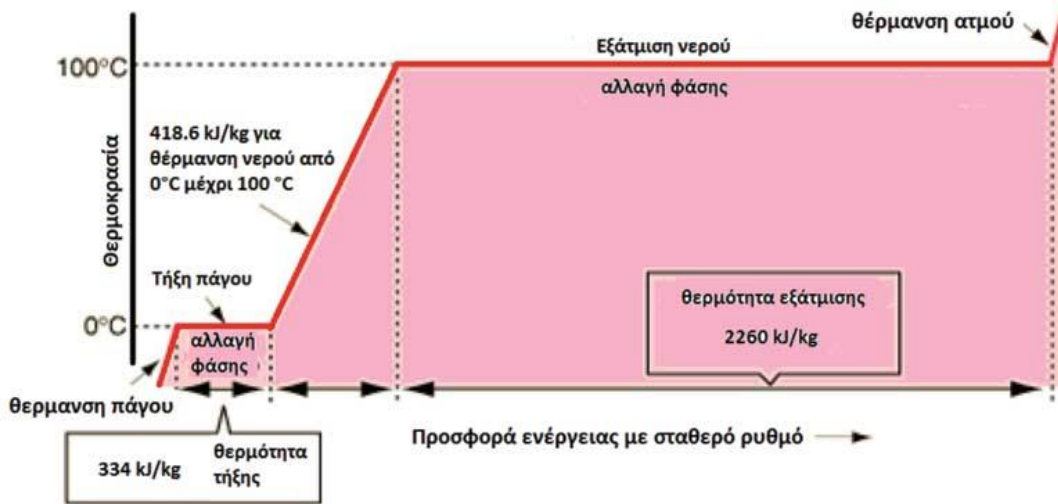 θέρμανση ατμού
Εξάτμιση νερού
100°C
αλλαγή φάσης
418.6 kJ/kg για
θέρμανση νερού από
0°C μέχρι 100 °C
Θερμοκρασία
Τήξη πάγου
0°C
αλλαγή
φάσης
θερμότητα εξάτμισης
2260 kJ/kg
θερμανση πάγου
Προσφορά ενέργειας με σταθερό ρυθμό
334 kJ/kg θερμότητα
τήξης